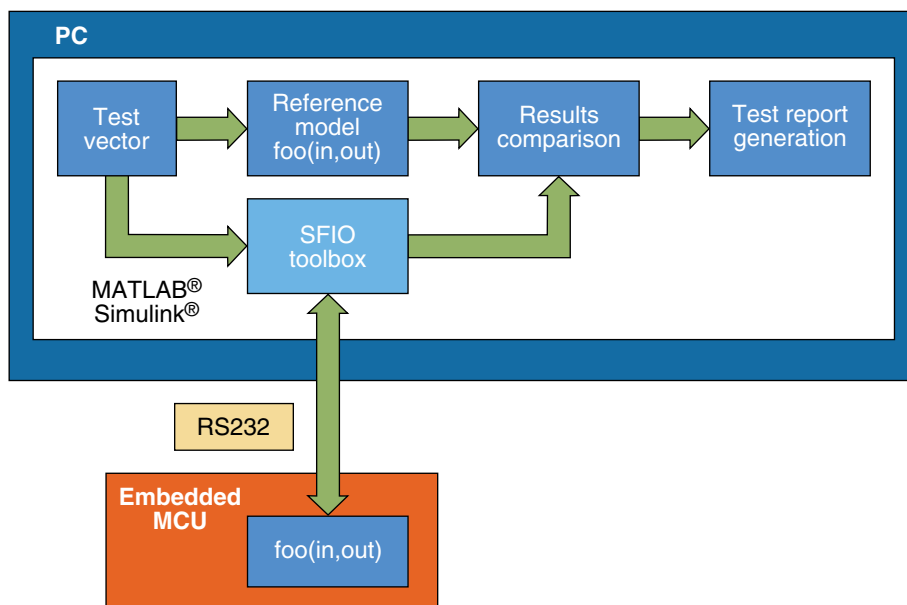 PC
Test
vector
Reference
model
foo(in,out)
Results
comparison
Test report
generation
SFIO
toolbox
MATLAB®
Simulink®
RS232
Embedded
MCU
foo(in,out)